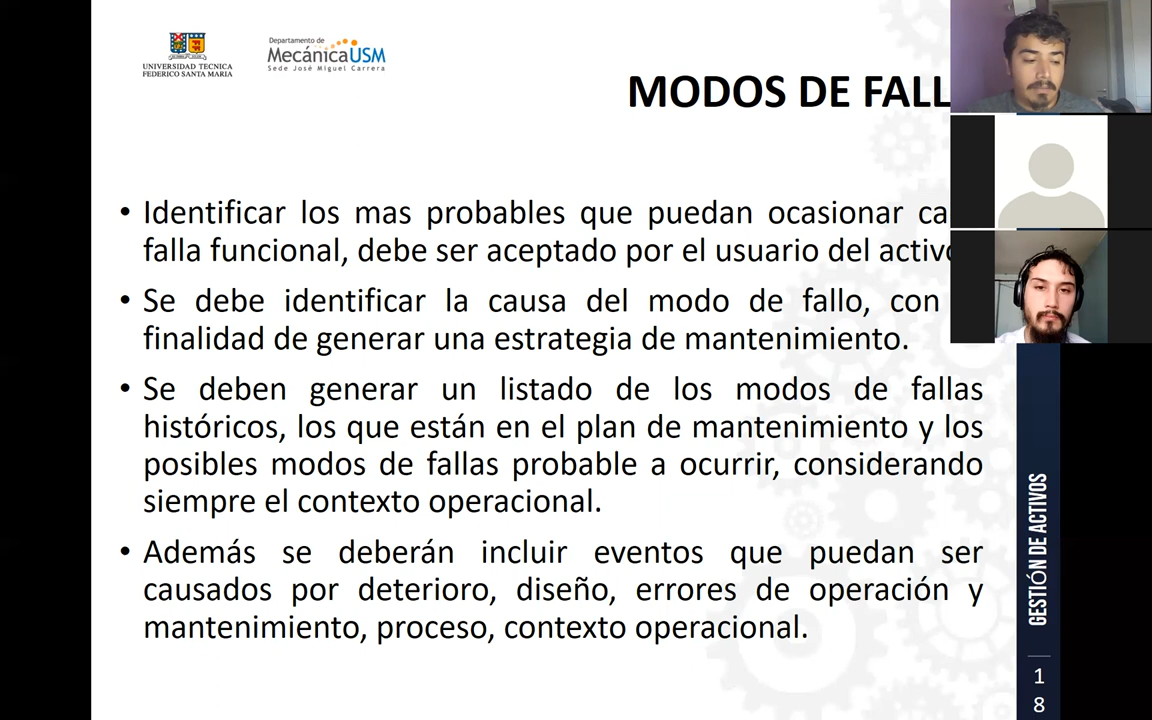 UNIVERSIDAD TECNICA
FEDERICO SANTA MARIA
Departamento de
MecánicaUSM
Sede José Miguel Carrera
MODOS DE FALL
• Identificar los mas probables que puedan ocasionar ca
falla funcional, debe ser aceptado por el usuario del activo
• Se debe identificar la causa del modo de fallo, con
finalidad de generar una estrategia de mantenimiento.
• Se deben generar un listado de los modos de fallas
históricos, los que están en el plan de mantenimiento y los
posibles modos de fallas probable a ocurrir, considerando
siempre el contexto operacional.
• Además se deberán incluir eventos que puedan ser
causados por deterioro, diseño, errores de operación y
mantenimiento, proceso, contexto operacional.
GESTIÓN DE ACTIVOS
1
8